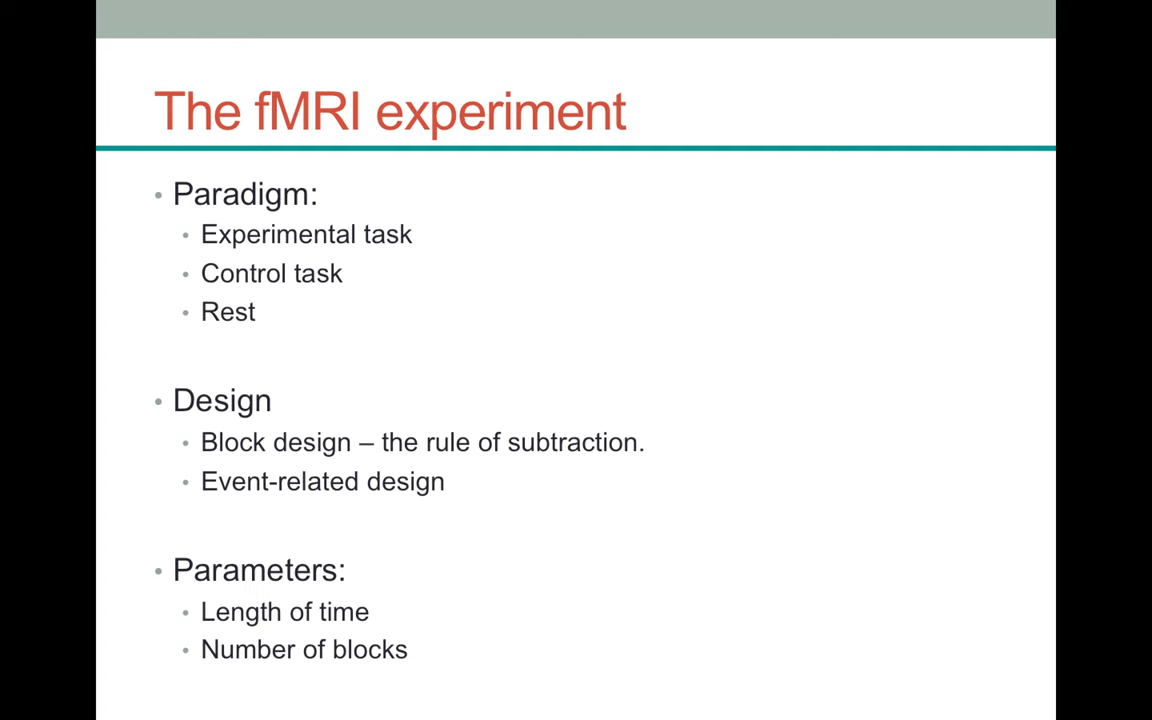 The fMRI experiment
• Paradigm:
• Experimental task
• Control task
• Rest
• Design
• Block design – the rule of subtraction.
• Event-related design
• Parameters:
• Length of time
• Number of blocks